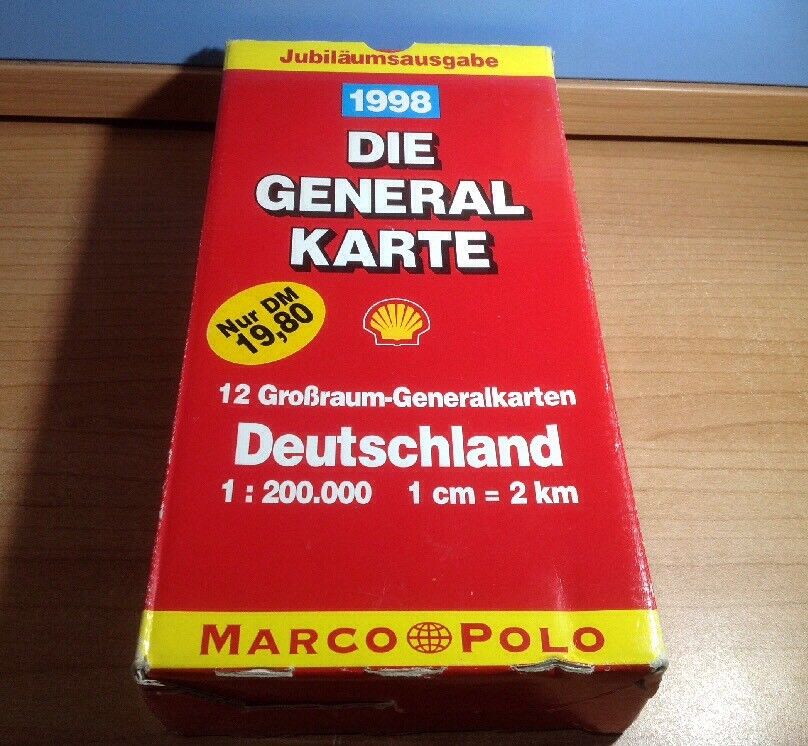 Jubiläumsausgabe
1998
DIE
GENERAL
KARTE
Nur DM
19,80
12 Großraum-Generalkarten
Deutschland
1 : 200.000 1 cm = 2 km
MARCO POLO